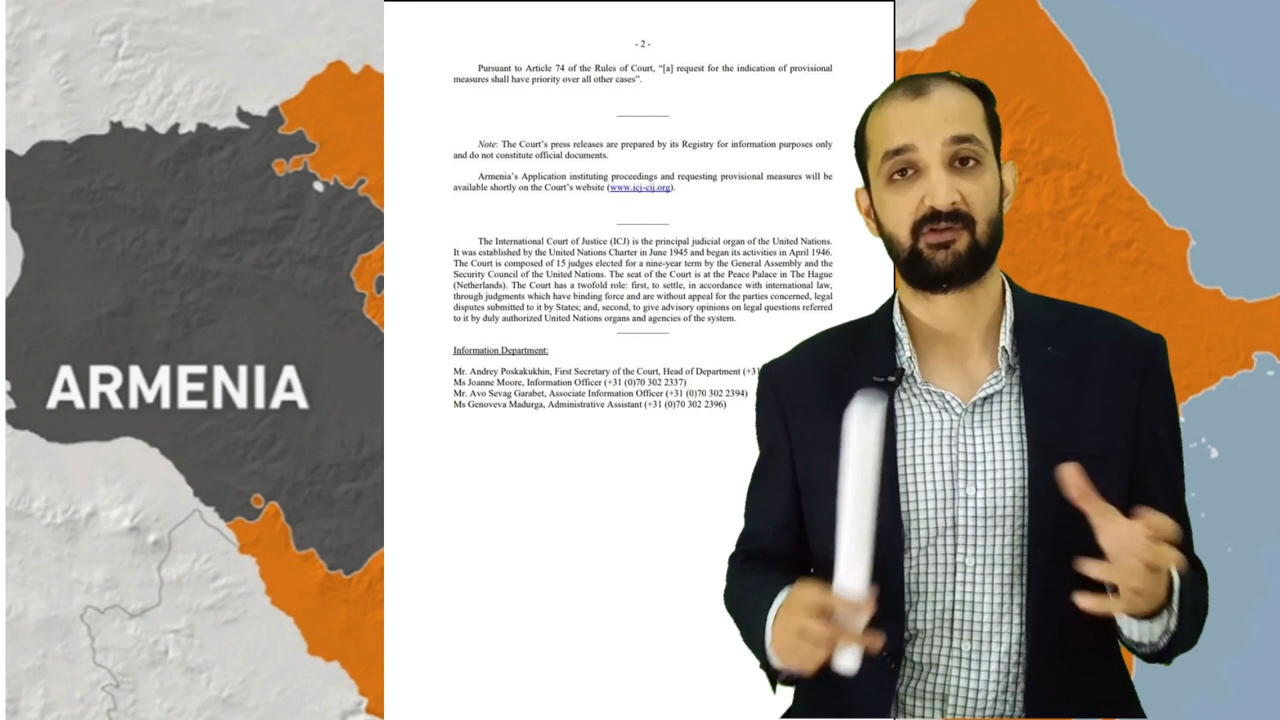 - 2 -
Pursuant to Article 74 of the Rules of Court, “[a] request for the indication of provisional
measures shall have priority over all other cases”.
Note: The Court’s press releases are prepared by its Registry for information purposes only
and do not constitute official documents.
Armenia’s Application instituting proceedings and requesting provisional measures will be
available shortly on the Court’s website (www.icj-cij.org).
The International Court of Justice (ICJ) is the principal judicial organ of the United Nations.
It was established by the United Nations Charter in June 1945 and began its activities in April 1946.
The Court is composed of 15 judges elected for a nine-year term by the General Assembly and the
Security Council of the United Nations. The seat of the Court is at the Peace Palace in The Hague
(Netherlands). The Court has a twofold role: first, to settle, in accordance with international law,
through judgments which have binding force and are without appeal for the parties concerned, legal
disputes submitted to it by States; and, second, to give advisory opinions on legal questions referred
to it by duly authorized United Nations organs and agencies of the system.
Information Department:
Mr. Andrey Poskakukhin, First Secretary of the Court, Head of Department (+31
Ms Joanne Moore, Information Officer (+31 (0)70 302 2337)
Mr. Avo Sevag Garabet, Associate Information Officer (+31 (0)70 302 2394)
Ms Genoveva Madurga, Administrative Assistant (+31 (0)70 302 2396)
ARMENIA